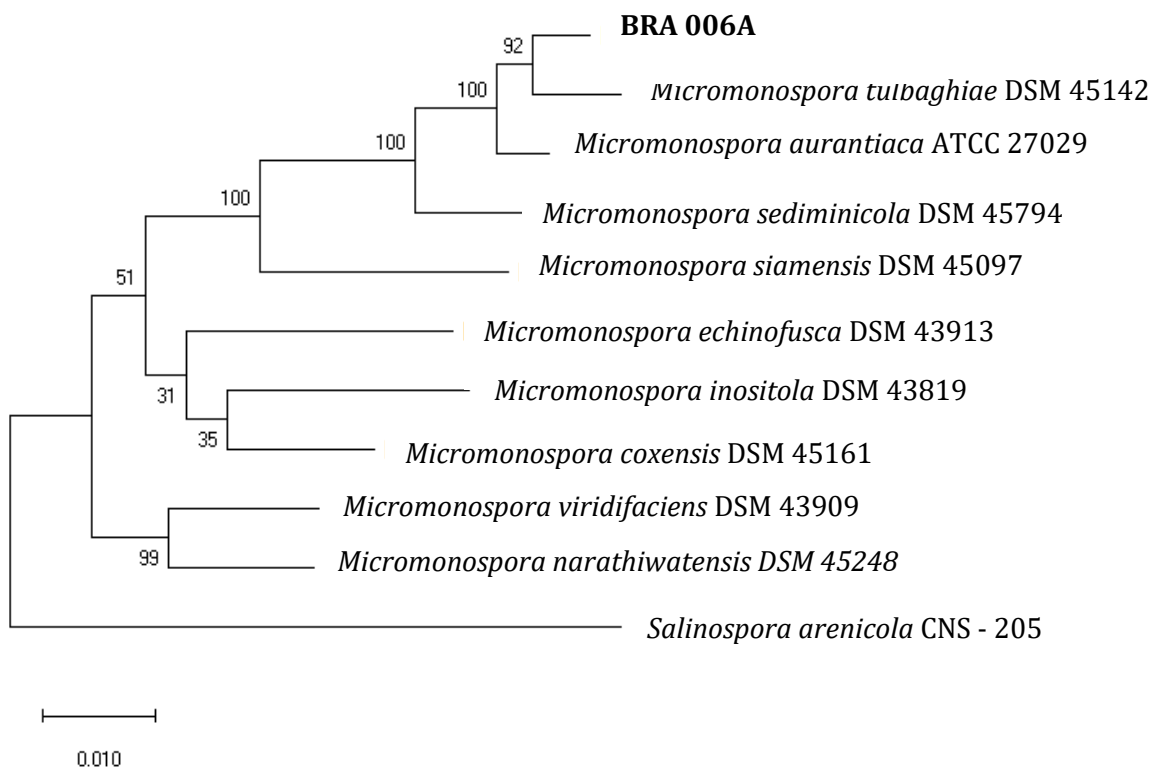 BRA 006A
92
Micromonospora tulbaghiae DSM 45142
100
Micromonospora aurantiaca ATCC 27029
100
Micromonospora sediminicola DSM 45794
100
Micromonospora siamensis DSM 45097
51
Micromonospora echinofusca DSM 43913
31
Micromonospora inositola DSM 43819
35
Micromonospora coxensis DSM 45161
Micromonospora viridifaciens DSM 43909
99
Micromonospora narathiwatensis DSM 45248
Salinospora arenicola CNS - 205
0.010